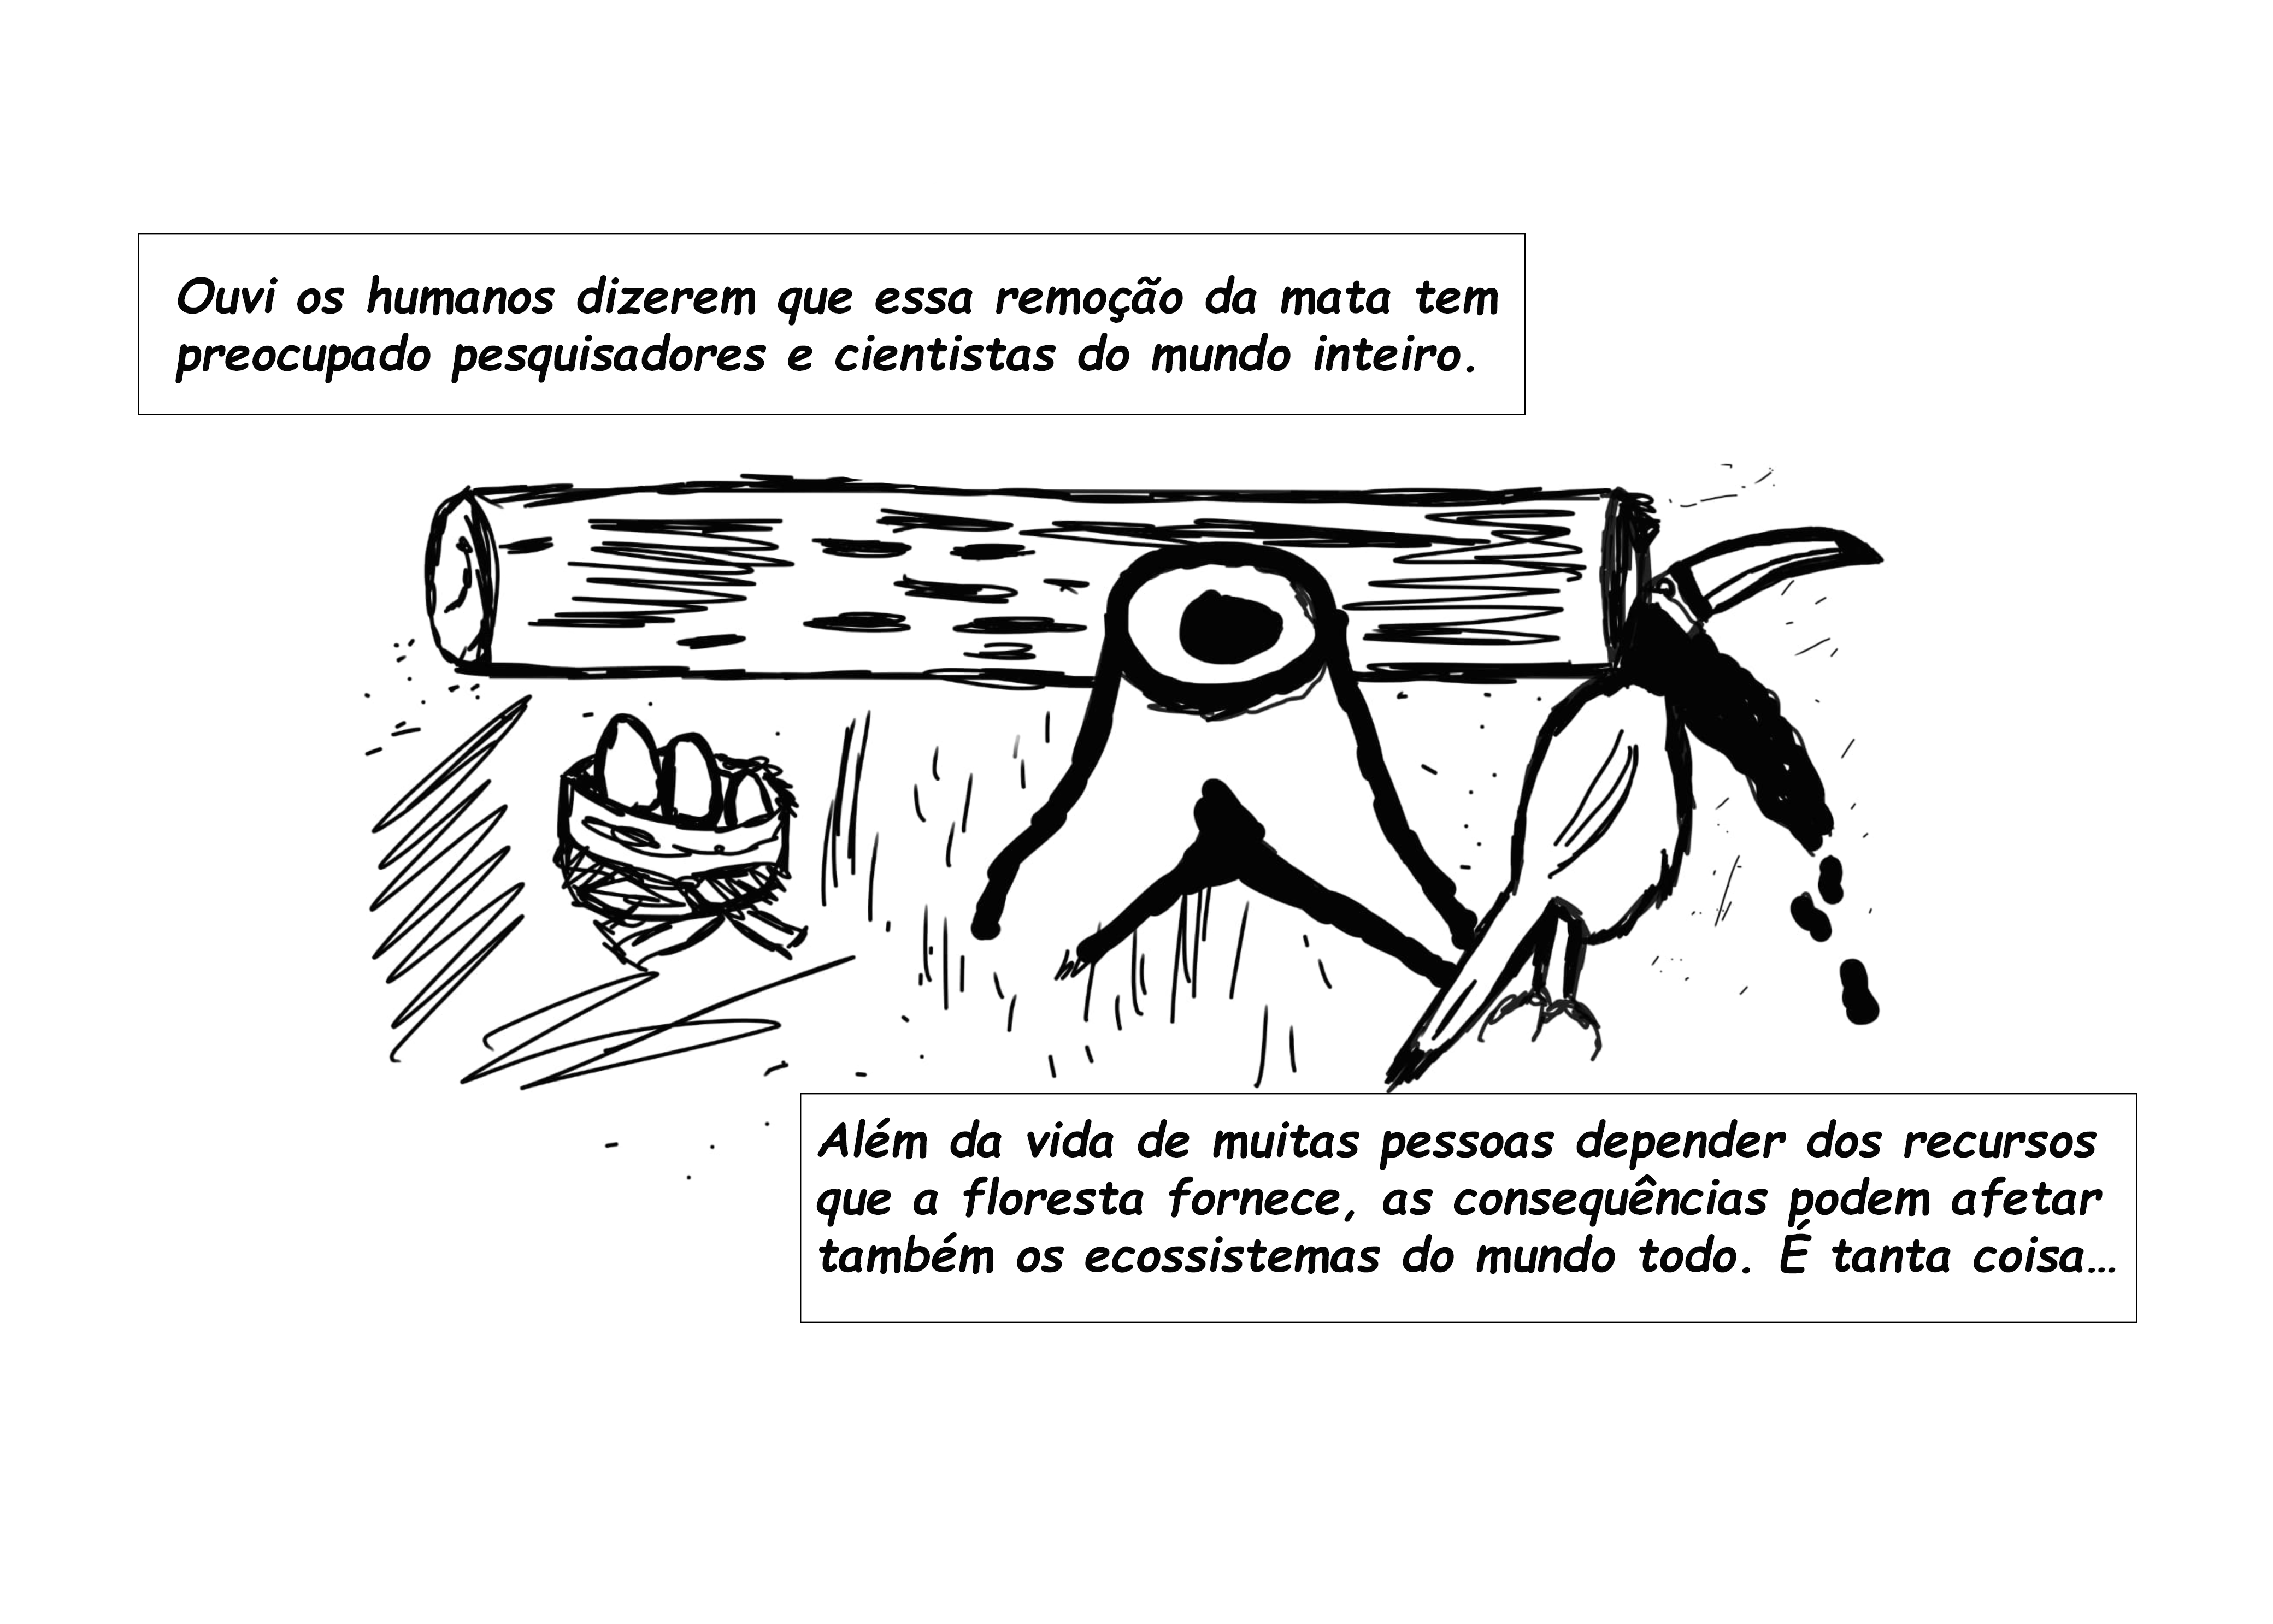 Ouvi os humanos dizerem que essa remoção da mata tem
preocupado pesquisadores e cientistas do mundo inteiro.
Além da vida de muitas pessoas depender dos recursos
que a floresta fornece, as consequências podem afetar
também os ecossistemas do mundo todo. É tanta coisa...